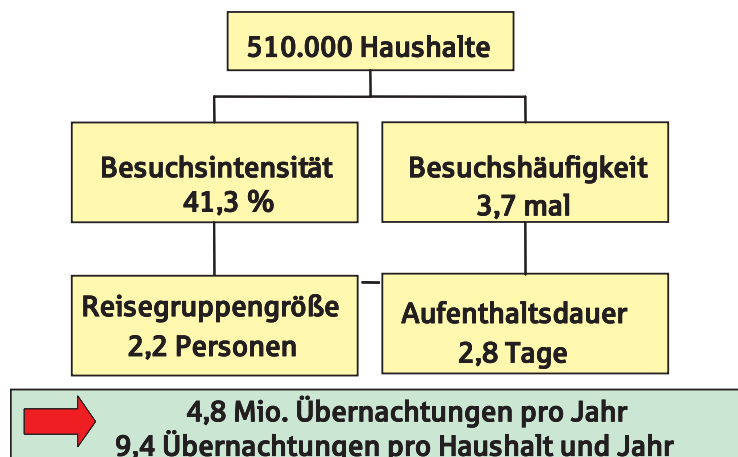 510.000 Haushalte
Besuchsintensität
41,3 %
Besuchshäufigkeit
3,7 mal
Reisegruppengröße
2,2 Personen
Aufenthaltsdauer
2,8 Tage
4,8 Mio. Übernachtungen pro Jahr
9,4 Übernachtungen pro Haushalt und Jahr